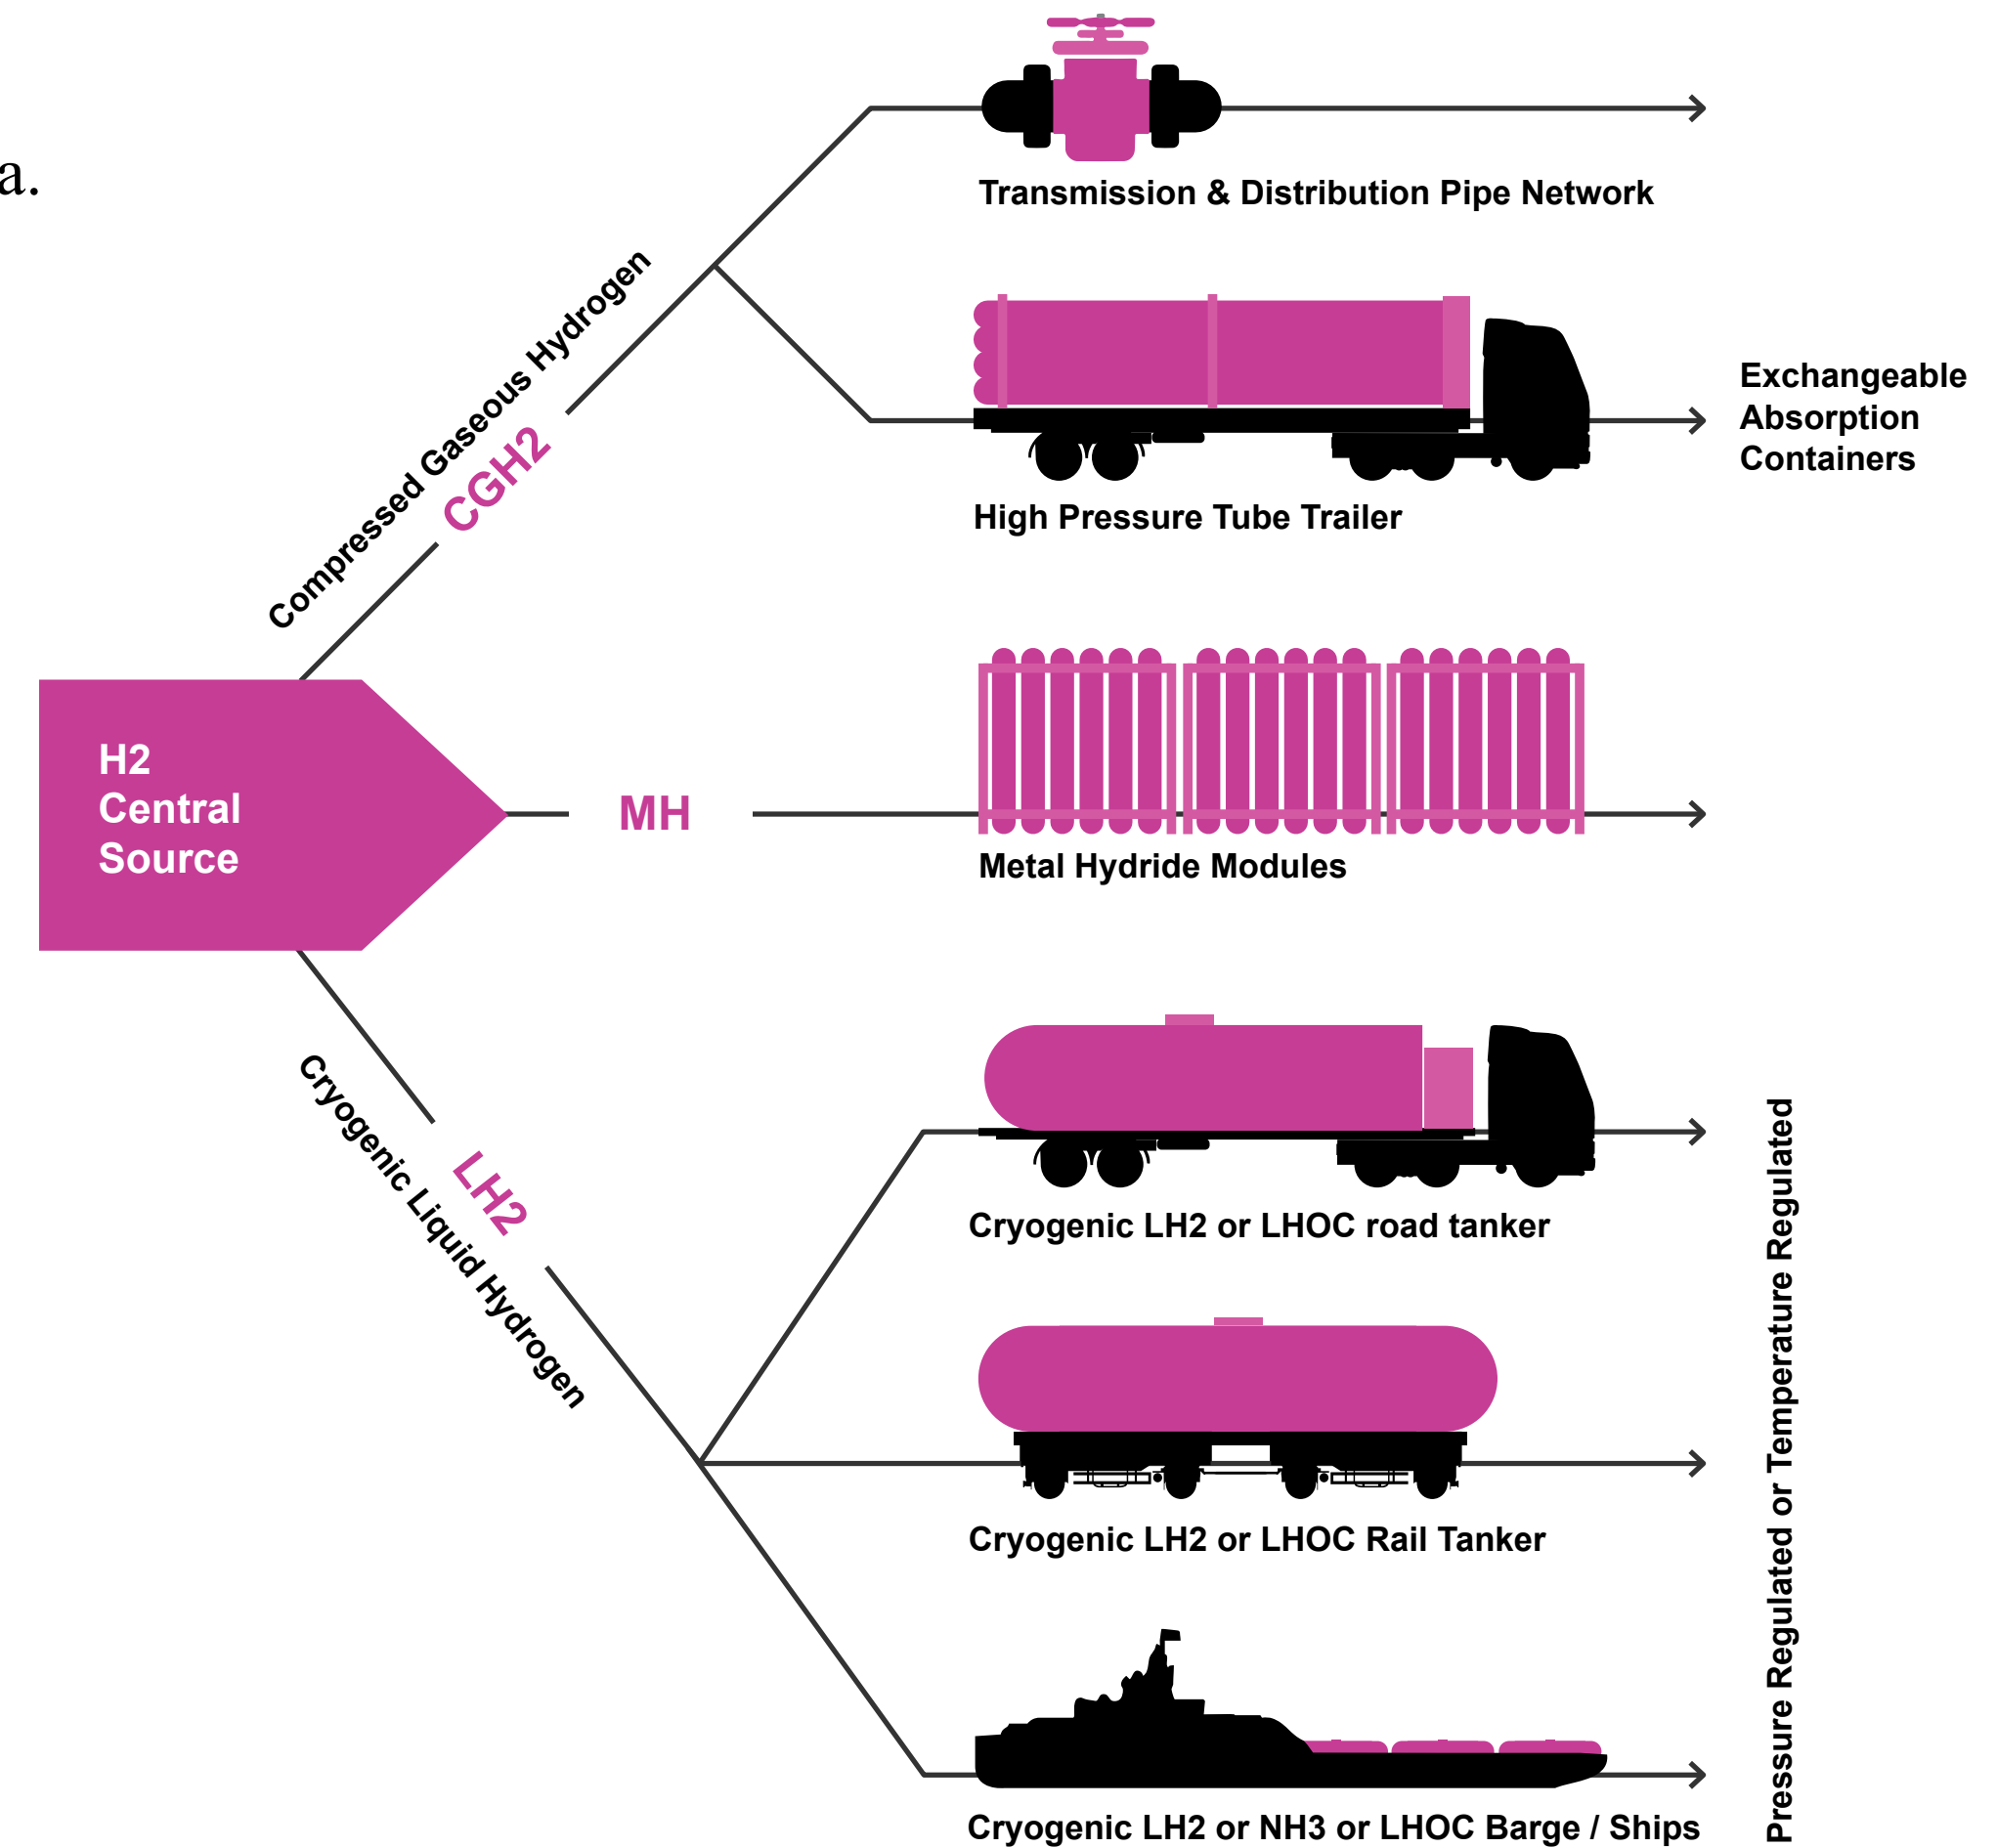 a.
Transmission & Distribution Pipe Network
Compressed Gaseous Hydrogen
CGH2
High Pressure Tube Trailer
Exchangeable
Absorption
Containers
H2
Central
Source
MH
Metal Hydride Modules
Cryogenic Liquid Hydrogen
LH2
Cryogenic LH2 or LHOC road tanker
Cryogenic LH2 or LHOC Rail Tanker
Cryogenic LH2 or NH3 or LHOC Barge / Ships
Pressure Regulated or Temperature Regulated